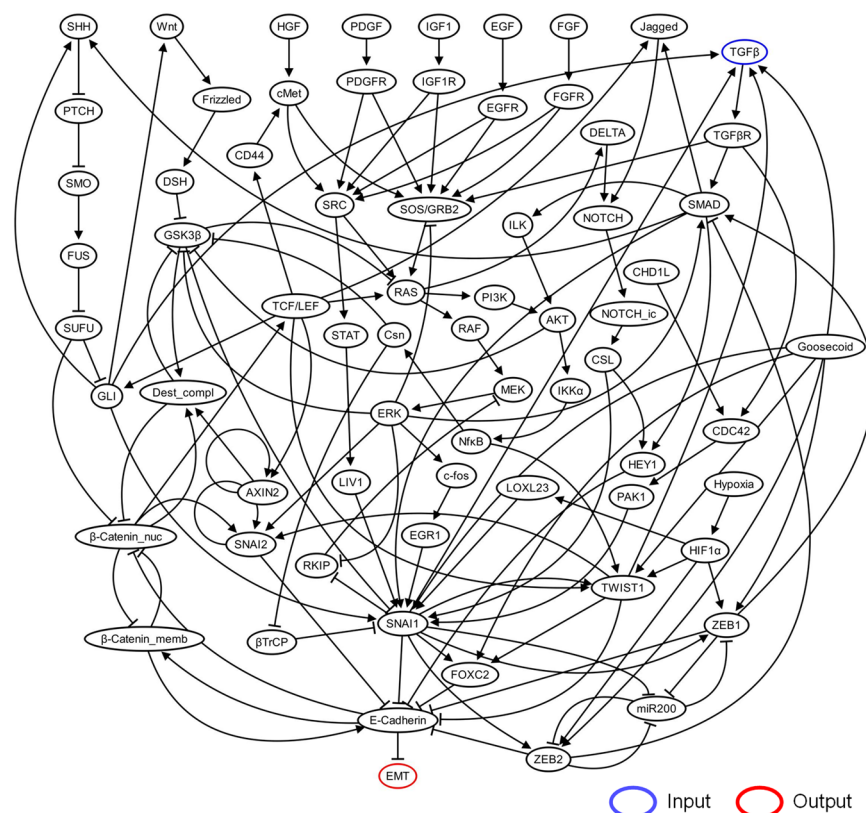 SHH Wnt HGF PDGF IGF1 EGF FGF Jagged
TGFβ
PDGFR IGF1R
cMet
Frizzled EGFR FGFR
PTCH
DELTA TGFβR
CD44
DSH
SMO
SRC SOS/GRB2 ILK NOTCH SMAD
GSK3β
FUS
CHD1L
RAS PI3K
TCF/LEF
NOTCH_ic
AKT
SUFU STAT Csn RAF
Goosecoid
CSL
GLI Dest_compl MEK IKKα
ERK
CDC42
NfκB
HEY1
c-fos
LIV1 LOXL23 Hypoxia
AXIN2 PAK1
β-Catenin_nuc EGR1
SNAI2
HIF1α
RKIP
TWIST1
SNAI1 ZEB1
β-Catenin_memb βTrCP
FOXC2
miR200
E-Cadherin
ZEB2
EMT
Input Output